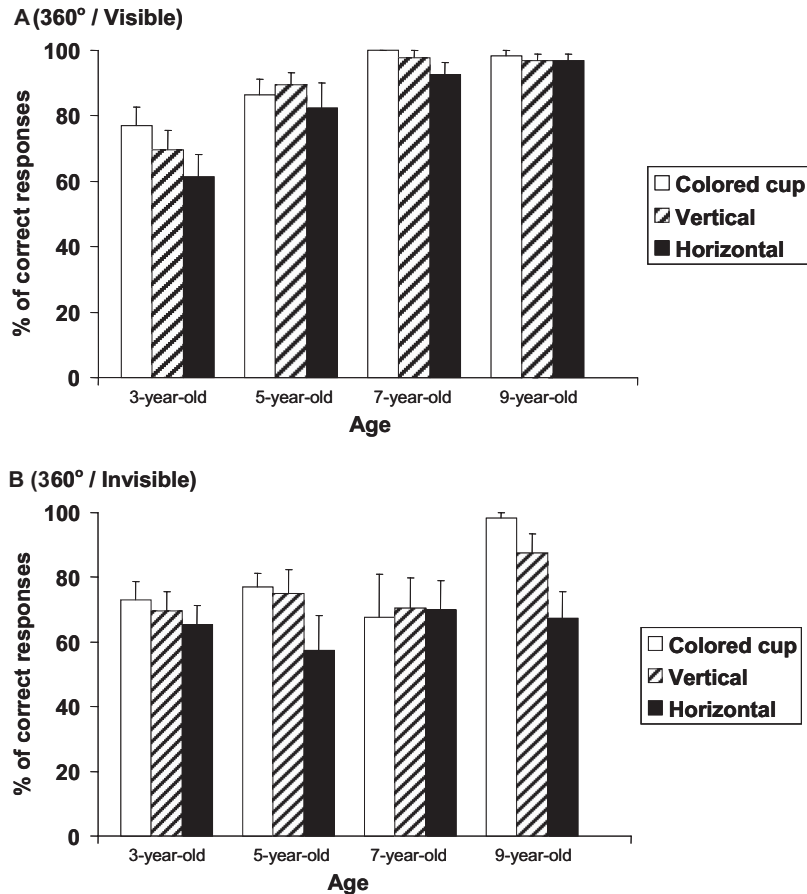 A (360° / Visible)
% of correct responses
100
80
60
40
20
0
3-year-old 5-year-old 7-year-old 9-year-old
Age
Colored cup
Vertical
Horizontal
B (360° / Invisible)
% of correct responses
100
80
60
40
20
0
3-year-old 5-year-old 7-year-old 9-year-old
Age
Colored cup
Vertical
Horizontal